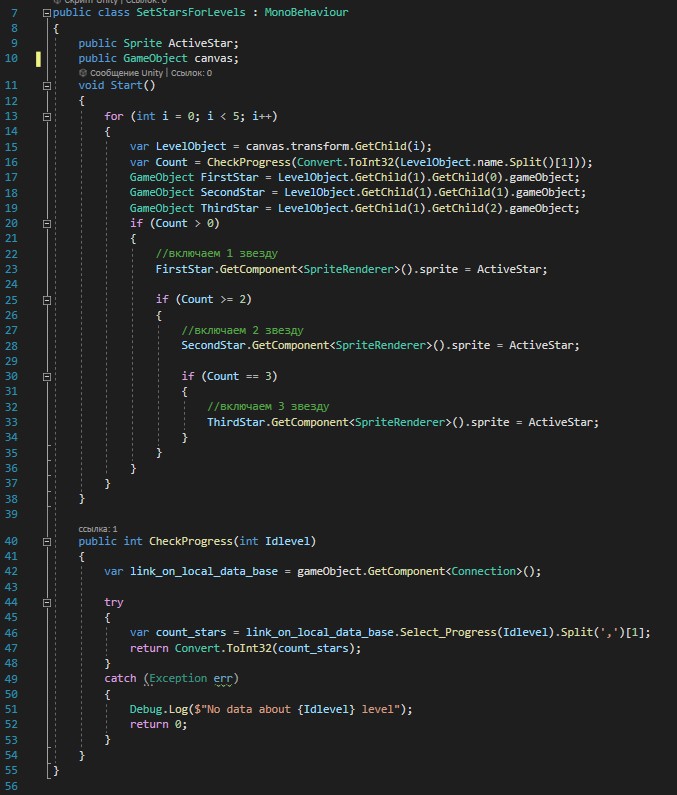 Скрипт Unity | Ссылок: 0
7 public class SetStarsForLevels : MonoBehaviour
8 {
9 public Sprite ActiveStar;
10 public GameObject canvas;
Сообщение Unity | Ссылок: 0
11 void Start()
12 {
13 for (int i = 0; i < 5; i++)
14 {
15 var LevelObject = canvas.transform.GetChild(i);
16 var Count = CheckProgress(Convert.ToInt32(LevelObject.name.Split()[1]));
17 GameObject FirstStar = LevelObject.GetChild(1).GetChild(0).gameObject;
18 GameObject SecondStar = LevelObject.GetChild(1).GetChild(1).gameObject;
19 GameObject ThirdStar = LevelObject.GetChild(1).GetChild(2).gameObject;
20 if (Count > 0)
21 {
22 //включаем 1 звезду
23 FirstStar.GetComponent<SpriteRenderer>().sprite = ActiveStar;
24
25 if (Count >= 2)
26 {
27 //включаем 2 звезду
28 SecondStar.GetComponent<SpriteRenderer>().sprite = ActiveStar;
29
30 if (Count == 3)
31 {
32 //включаем 3 звезду
33 ThirdStar.GetComponent<SpriteRenderer>().sprite = ActiveStar;
34 }
35 }
36 }
37 }
38 }
39
ссылка: 1
40 public int CheckProgress(int Idlevel)
41 {
42 var link_on_local_data_base = gameObject.GetComponent<Connection>();
43
44 try
45 {
46 var count_stars = link_on_local_data_base.Select_Progress(Idlevel).Split(',')[1];
47 return Convert.ToInt32(count_stars);
48 }
49 catch (Exception err)
50 {
51 Debug.Log($"No data about {Idlevel} level");
52 return 0;
53 }
54 }
55 }
56